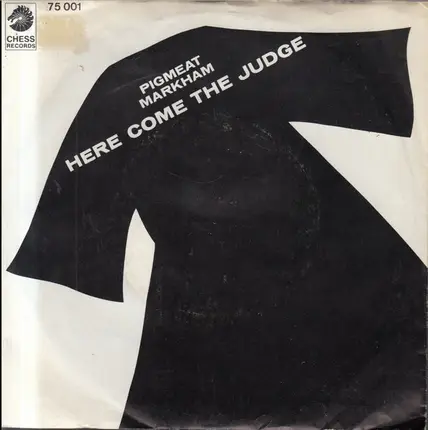 75 001
CHESS
RECORDS
PIGMEAT
MARKHAM
HERE COME THE JUDGE